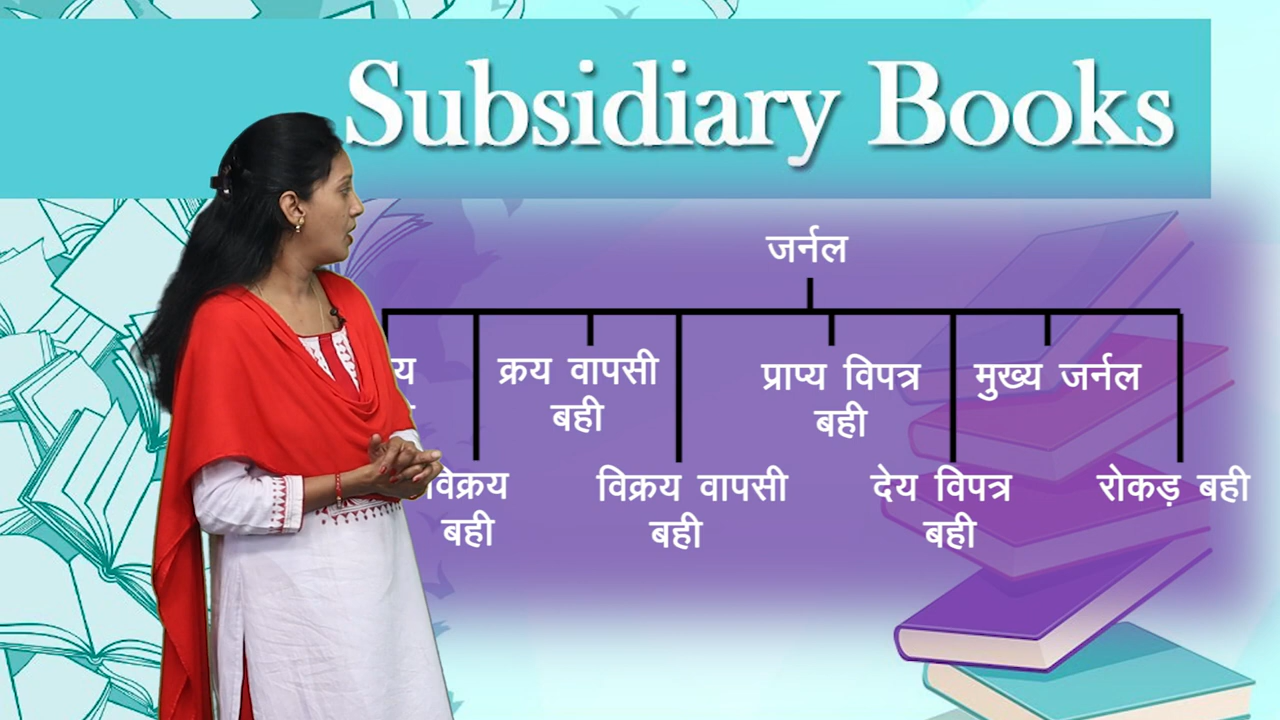 Subsidiary Books
जर्नल
क्रय वापसी
बही
प्राप्य विपत्र
बही
मुख्य जर्नल
विक्रय
बही
विक्रय वापसी
बही
देय विपत्र
बही
रोकड़ बही